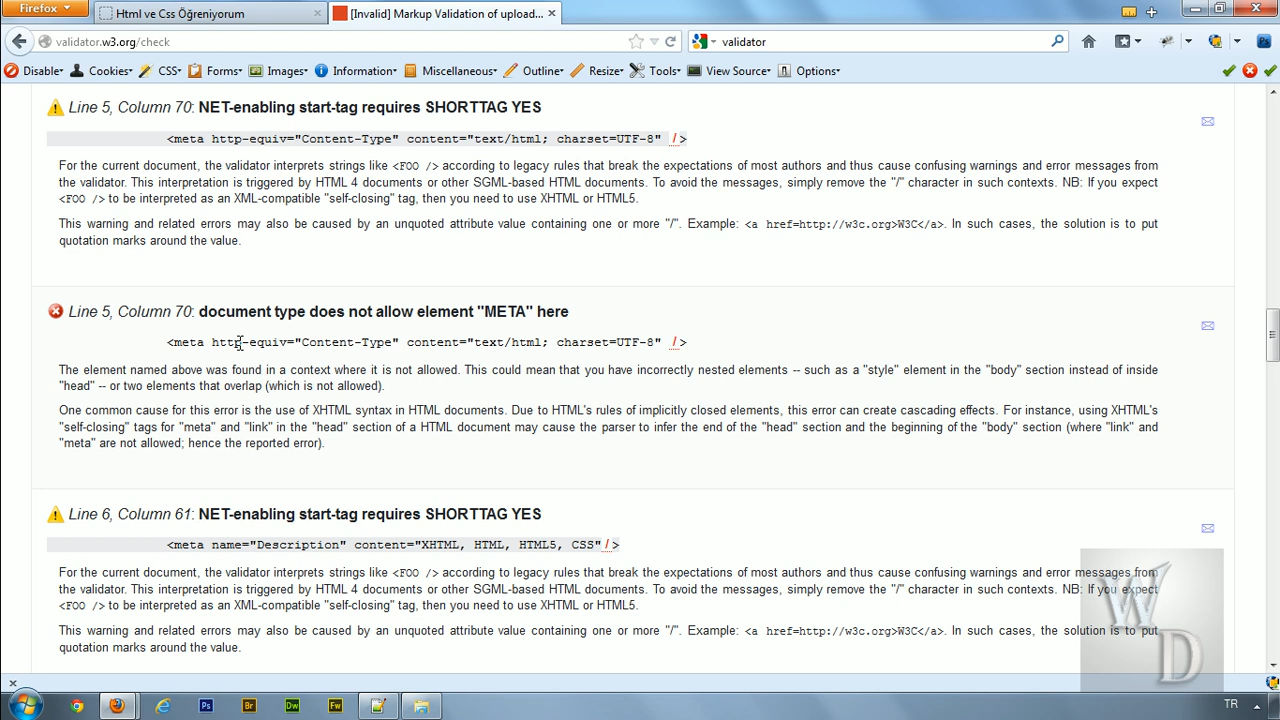 Firefox
Html ve Css Öğreniyorum
[Invalid] Markup Validation of upload...
validator.w3.org/check
validator
Disable
Cookies
CSS
Forms
Images
Information
Miscellaneous
Outline
Resize
Tools
View Source
Options
Line 5, Column 70: NET-enabling start-tag requires SHORTTAG YES
<meta http-equiv="Content-Type" content="text/html; charset=UTF-8" />
For the current document, the validator interprets strings like <FOO /> according to legacy rules that break the expectations of most authors and thus cause confusing warnings and error messages from
the validator. This interpretation is triggered by HTML 4 documents or other SGML-based HTML documents. To avoid the messages, simply remove the "/" character in such contexts. NB: If you expect
<FOO /> to be interpreted as an XML-compatible "self-closing" tag, then you need to use XHTML or HTML5.
This warning and related errors may also be caused by an unquoted attribute value containing one or more "/". Example: <a href=http://w3c.org>W3C</a>. In such cases, the solution is to put
quotation marks around the value.
Line 5, Column 70: document type does not allow element "META" here
<meta http-equiv="Content-Type" content="text/html; charset=UTF-8" />
The element named above was found in a context where it is not allowed. This could mean that you have incorrectly nested elements -- such as a "style" element in the "body" section instead of inside
"head" -- or two elements that overlap (which is not allowed).
One common cause for this error is the use of XHTML syntax in HTML documents. Due to HTML's rules of implicitly closed elements, this error can create cascading effects. For instance, using XHTML's
"self-closing" tags for "meta" and "link" in the "head" section of a HTML document may cause the parser to infer the end of the "head" section and the beginning of the "body" section (where "link" and
"meta" are not allowed; hence the reported error).
Line 6, Column 61: NET-enabling start-tag requires SHORTTAG YES
<meta name="Description" content="XHTML, HTML, HTML5, CSS"/>
For the current document, the validator interprets strings like <FOO /> according to legacy rules that break the expectations of most authors and thus cause confusing warnings and error messages from
the validator. This interpretation is triggered by HTML 4 documents or other SGML-based HTML documents. To avoid the messages, simply remove the "/" character in such contexts. NB: If you expect
<FOO /> to be interpreted as an XML-compatible "self-closing" tag, then you need to use XHTML or HTML5.
This warning and related errors may also be caused by an unquoted attribute value containing one or more "/". Example: <a href=http://w3c.org>W3C</a>. In such cases, the solution is to put
quotation marks around the value.
WD
Ps
Br
Dw
Fw
TR